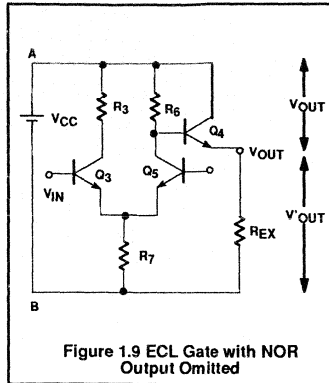 A
R3
R6
VCC
Q4
VOUT
VOUT
Q3
Q5
VIN
V'OUT
REX
R7
B
Figure 1.9 ECL Gate with NOR
Output Omitted